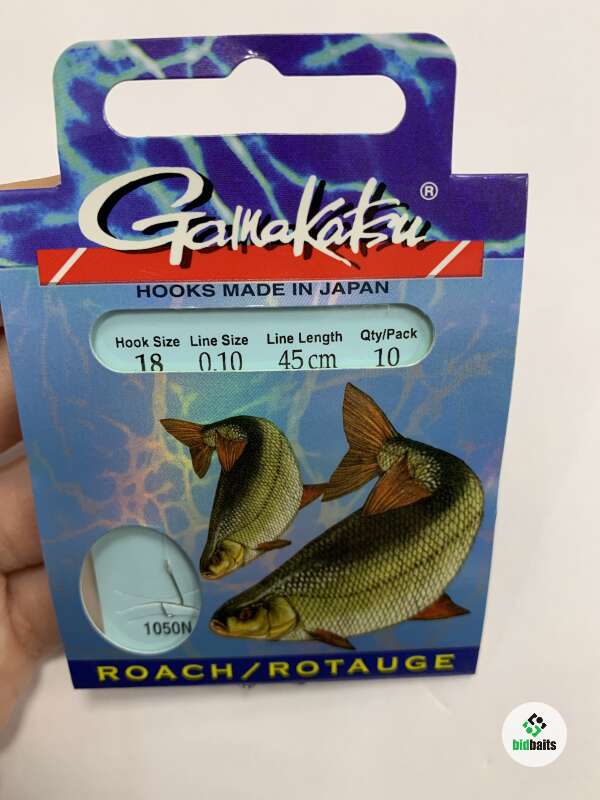 Gamakatsu®
HOOKS MADE IN JAPAN
Hook Size Line Size Line Length Qty/Pack
18 0.10 45cm 10
1050N
ROACH/ROTAUGE
bidbaits